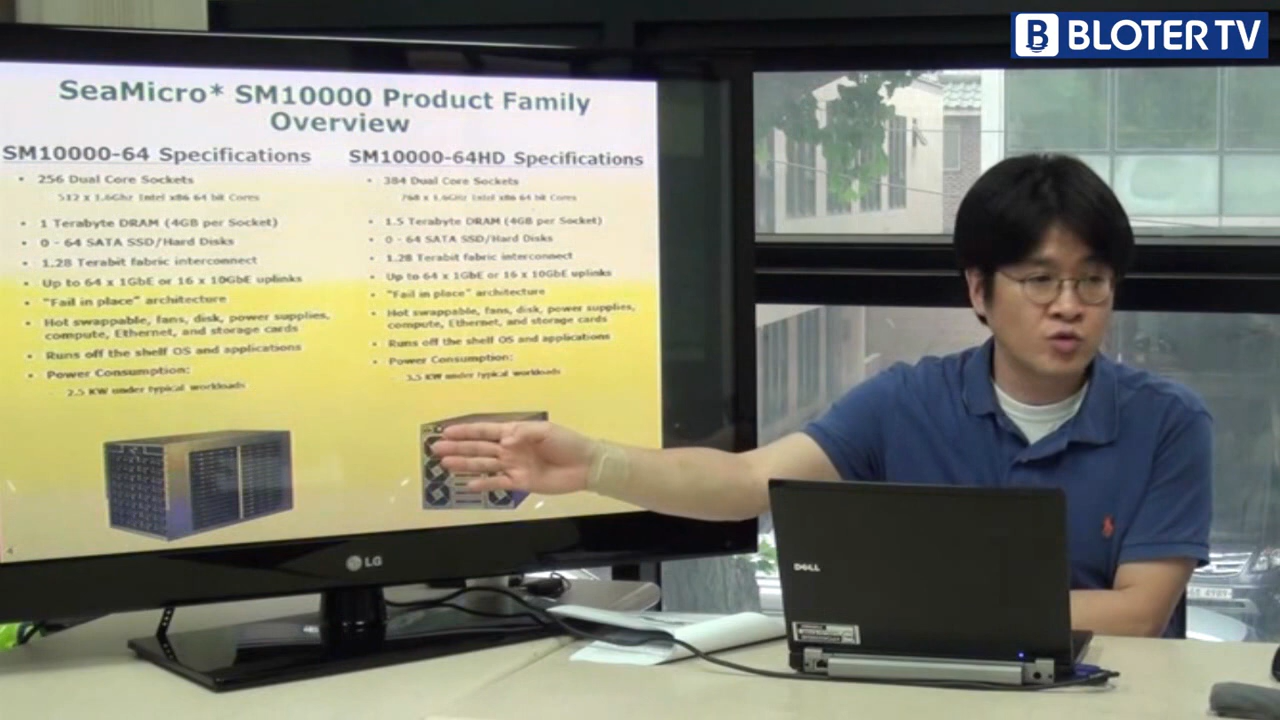 BLOTER TV
SeaMicro* SM10000 Product Family
Overview
SM10000-64 Specifications
• 256 Dual Core Sockets
512 x 1.6Ghz Intel x86 64 bit Cores
• 1 Terabyte DRAM (4GB per Socket)
• 0 - 64 SATA SSD/Hard Disks
• 1.28 Terabit fabric interconnect
• Up to 64 x 1GbE or 16 x 10GbE uplinks
• "Fail in place" architecture
• Hot swappable, fans, disk, power supplies,
compute, Ethernet, and storage cards
• Runs off the shelf OS and applications
• Power Consumption:
2.5 KW under typical workloads
SM10000-64HD Specifications
• 384 Dual Core Sockets
768 x 1.6GHz Intel x86 64 bit Cores
• 1.5 Terabyte DRAM (4GB per Socket)
• 0 - 64 SATA SSD/Hard Disks
• 1.28 Terabit fabric interconnect
• Up to 64 x 1GbE or 16 x 10GbE uplinks
• "Fail in place" architecture
• Hot swappable, fans, disk, power supplies,
compute, Ethernet, and storage cards
• Runs off the shelf OS and applications
• Power Consumption:
3.5 KW under typical workloads
4
LG
DELL